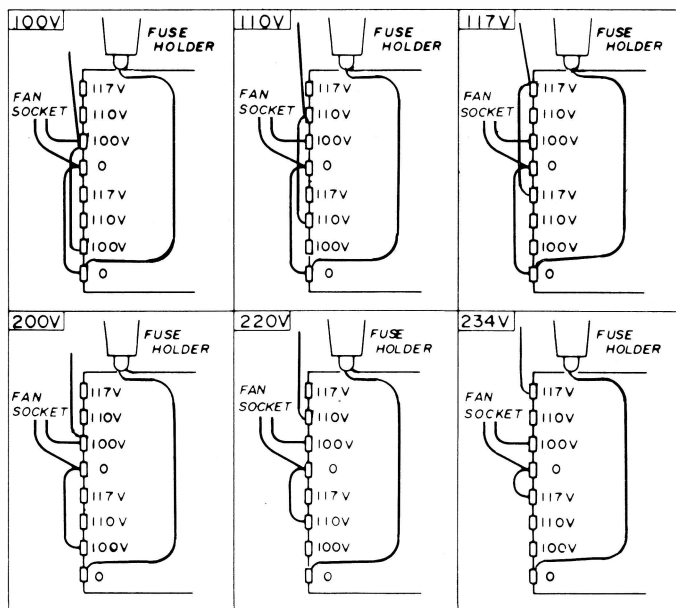 100V
FUSE
HOLDER
FAN
SOCKET
117V
110V
100V
0
117V
110V
100V
0
110V
FUSE
HOLDER
FAN
SOCKET
117V
110V
100V
0
117V
110V
100V
0
117V
FUSE
HOLDER
FAN
SOCKET
117V
110V
100V
0
117V
110V
100V
0
200V
FUSE
HOLDER
FAN
SOCKET
117V
110V
100V
0
117V
110V
100V
0
220V
FUSE
HOLDER
FAN
SOCKET
117V
110V
100V
0
117V
110V
100V
0
234V
FUSE
HOLDER
FAN
SOCKET
117V
110V
100V
0
117V
110V
100V
0